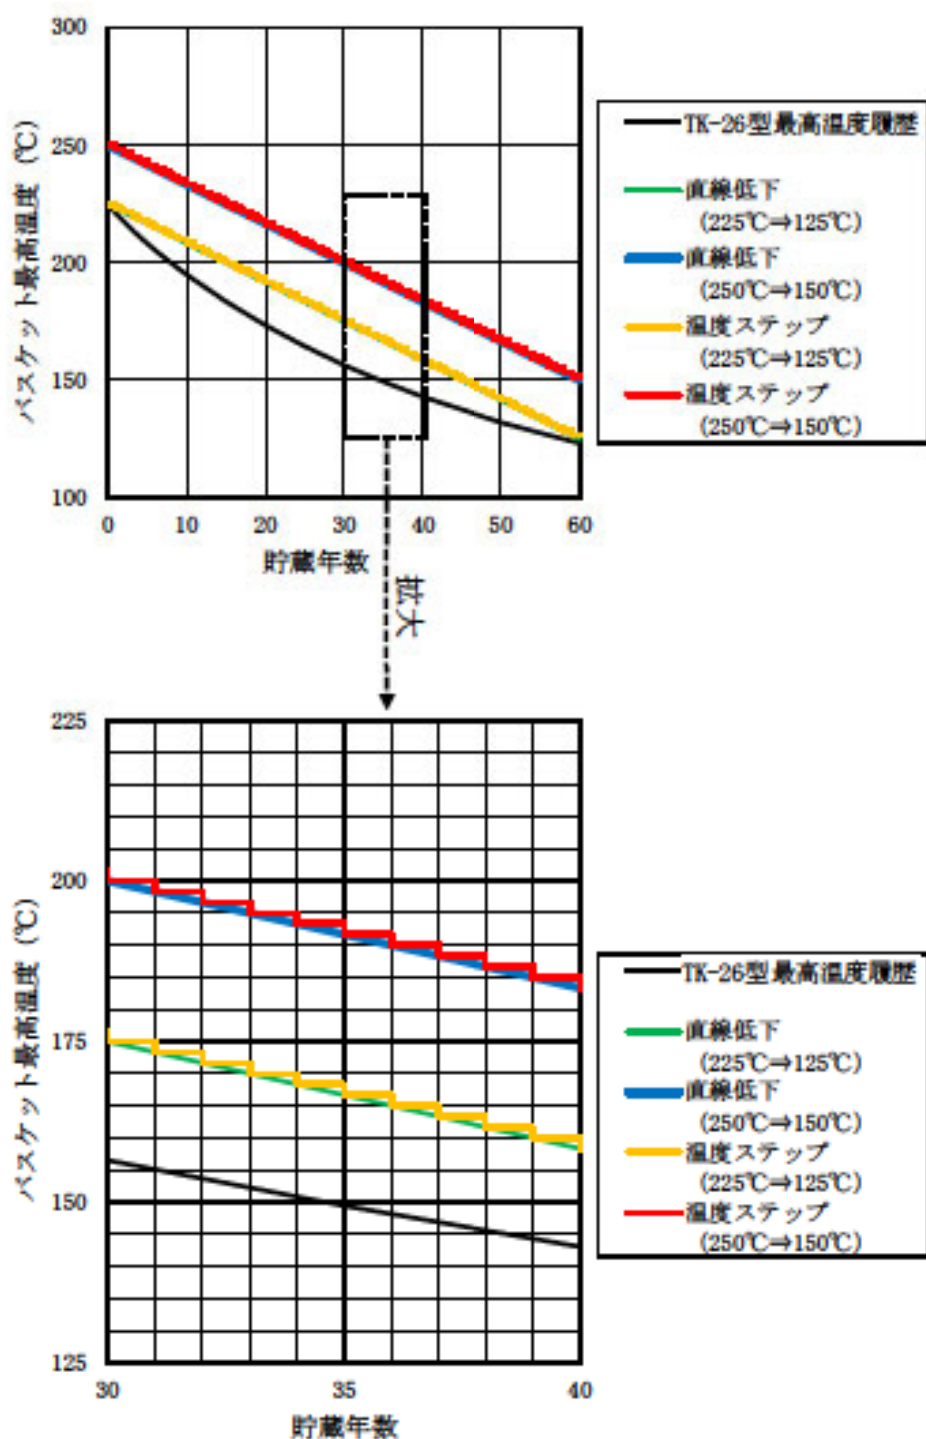 300
250
200
150
100
バスケット最高温度 (℃)
0
10
20
30
40
50
60
貯蔵年数
TK-26型最高温度履歴
直線低下
(225℃⇒125℃)
直線低下
(250℃⇒150℃)
温度ステップ
(225℃⇒125℃)
温度ステップ
(250℃⇒150℃)
拡大
225
200
175
150
125
バスケット最高温度 (℃)
30
35
40
貯蔵年数
TK-26型最高温度履歴
直線低下
(225℃⇒125℃)
直線低下
(250℃⇒150℃)
温度ステップ
(225℃⇒125℃)
温度ステップ
(250℃⇒150℃)